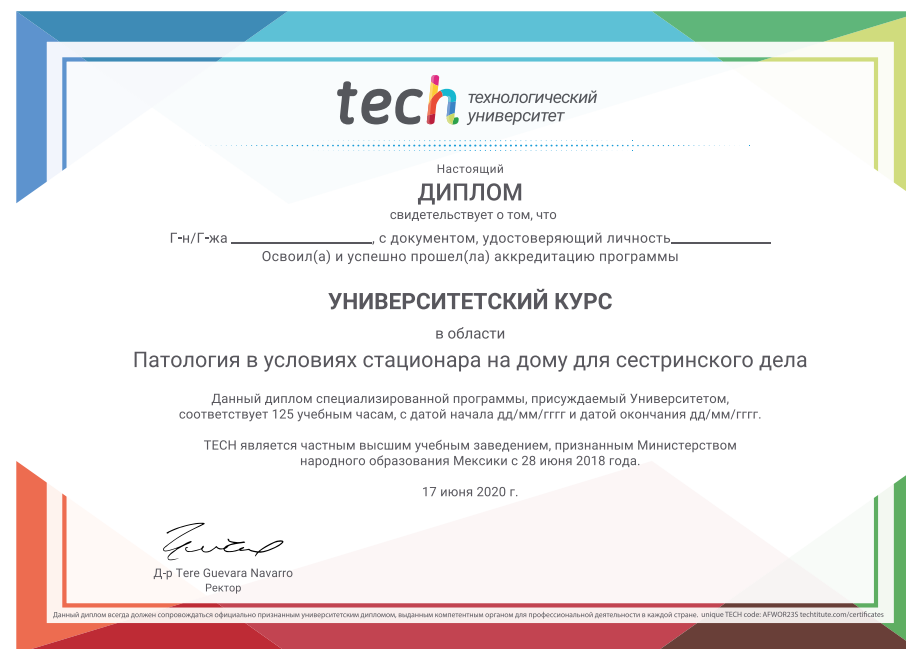 tech технологический
университет
Настоящий
ДИПЛОМ
свидетельствует о том, что
Г-н/Г-жа ____________________, с документом, удостоверяющий личность______________
Освоил(а) и успешно прошел(ла) аккредитацию программы
УНИВЕРСИТЕТСКИЙ КУРС
в области
Патология в условиях стационара на дому для сестринского дела
Данный диплом специализированной программы, присуждаемый Университетом,
соответствует 125 учебным часам, с датой начала дд/мм/гггг и датой окончания дд/мм/гггг.
TECH является частным высшим учебным заведением, признанным Министерством
народного образования Мексики с 28 июня 2018 года.
17 июня 2020 г.
Д-р Tere Guevara Navarro
Ректор
Данный диплом всегда должен сопровождаться официально признанным университетским дипломом, выданным компетентным органом для профессиональной деятельности в каждой стране. unique TECH code: AFWOR23S techtitute.com/certificates